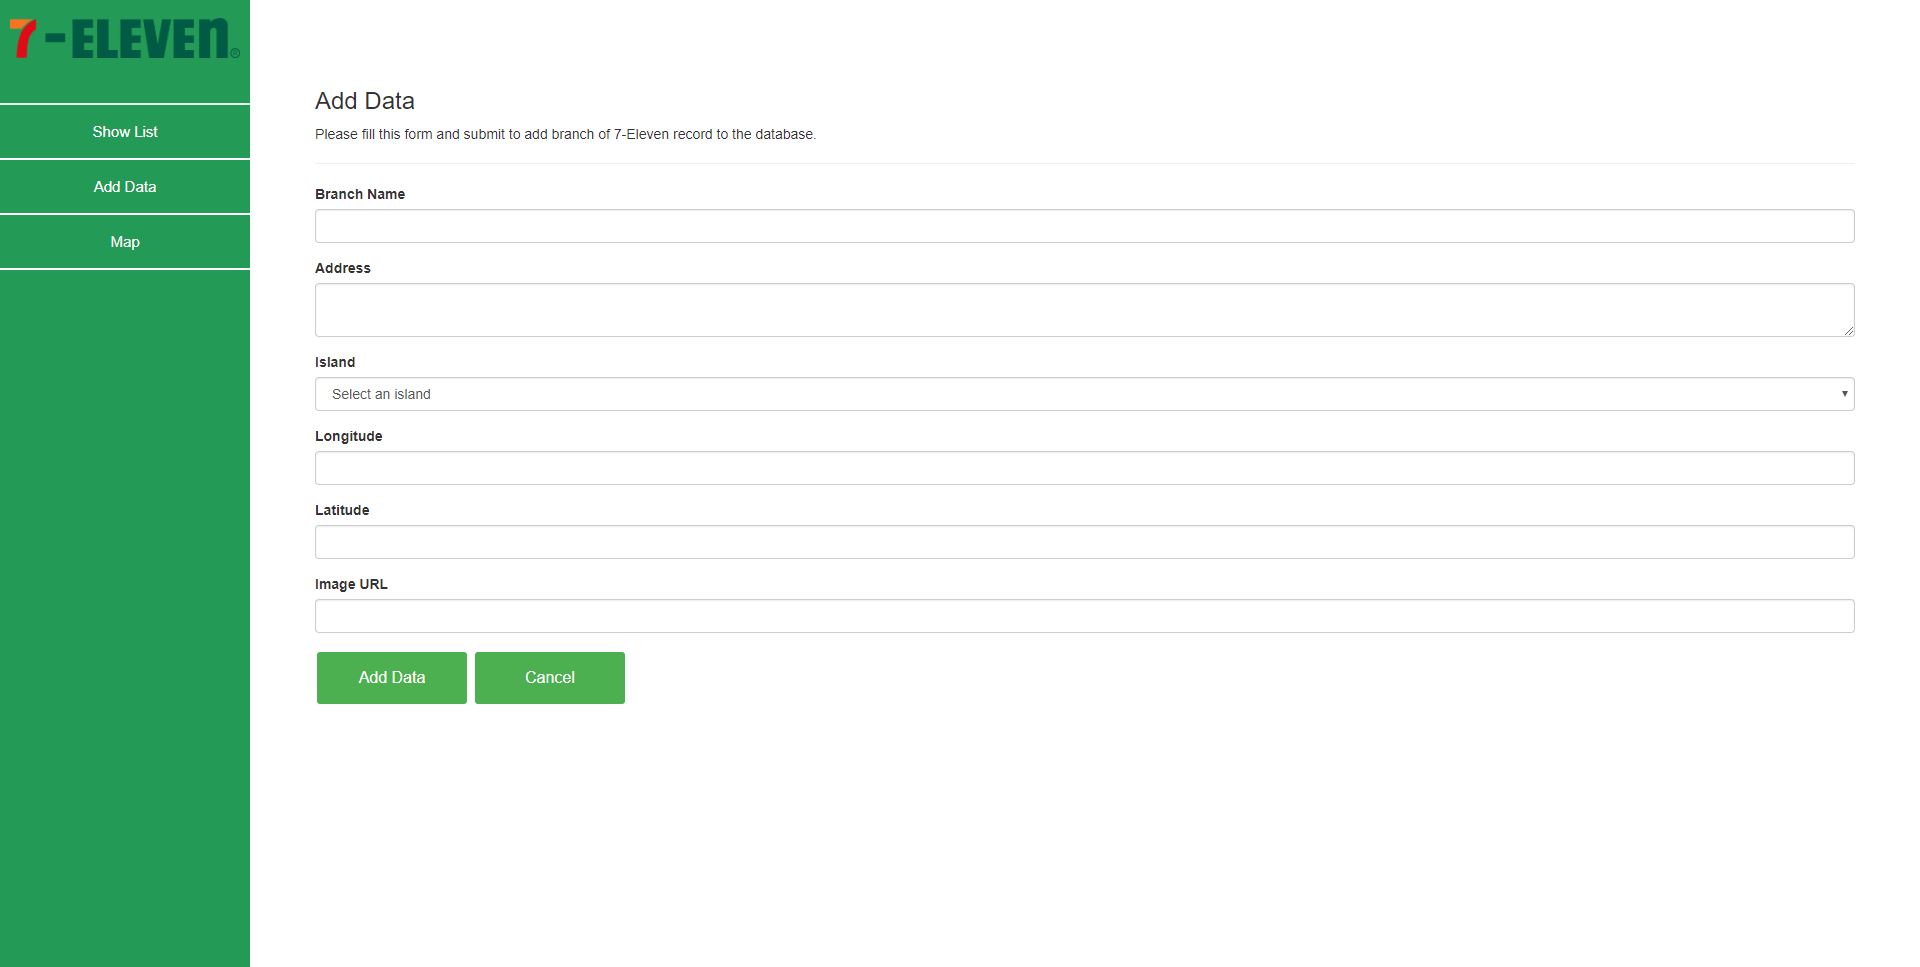 7-ELEVEN®
Show List
Add Data
Map
Add Data
Please fill this form and submit to add branch of 7-Eleven record to the database.
Branch Name
Address
Island
Select an island
Longitude
Latitude
Image URL
Add Data Cancel